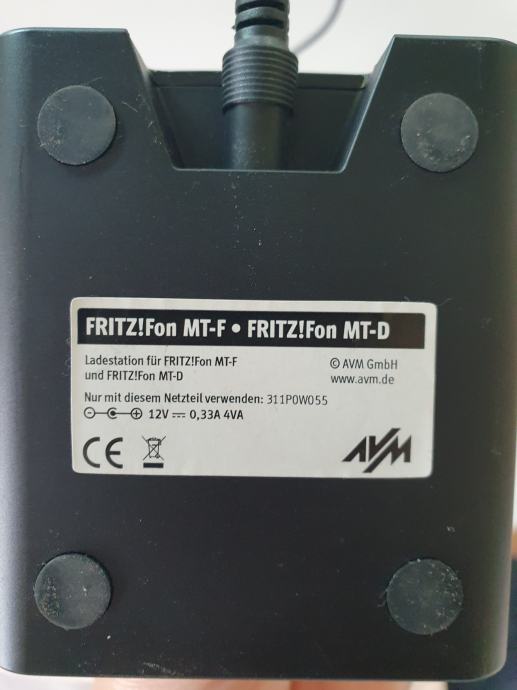 FRITZ!Fon MT-F • FRITZ!Fon MT-D
Ladestation für FRITZ!Fon MT-F
und FRITZ!Fon MT-D
© AVM GmbH
www.avm.de
Nur mit diesem Netzteil verwenden: 311P0W055
12V ⎓ 0,33A 4VA
CE
AVM